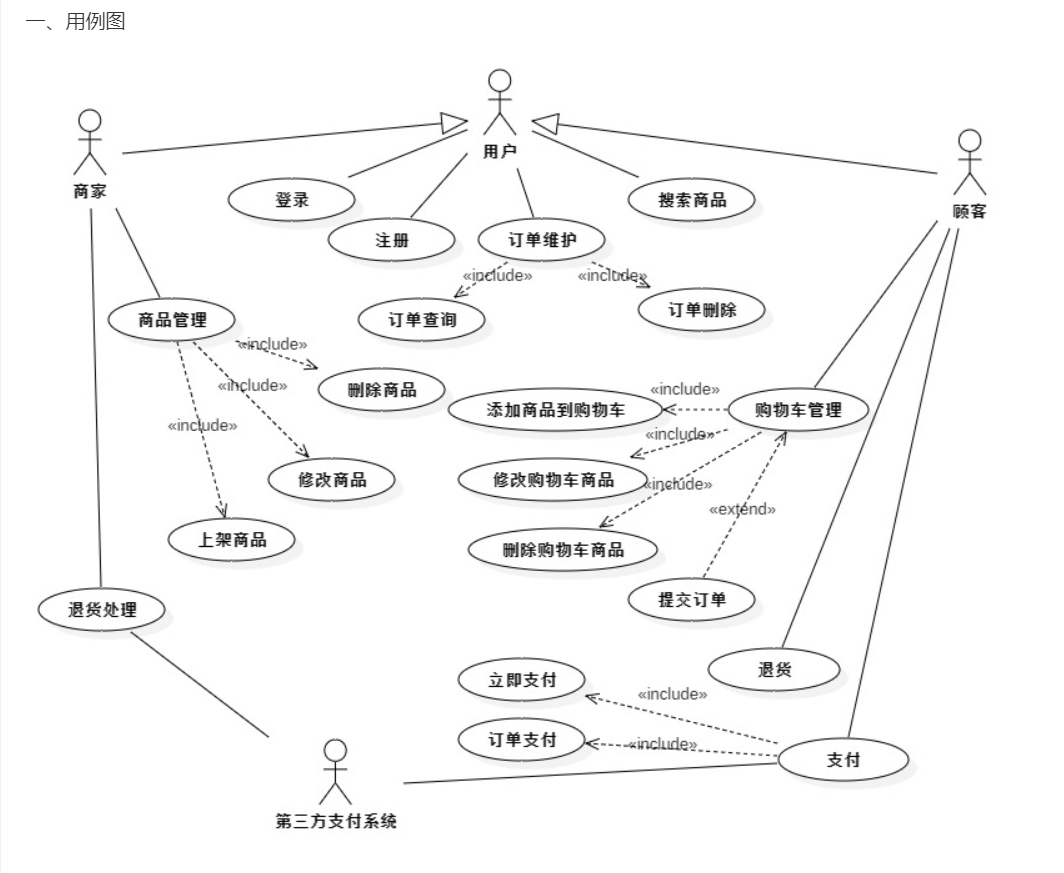 一、用例图
用户
商家
顾客
登录
搜索商品
注册
订单维护
«include»
«include»
订单查询
订单删除
商品管理
«include»
«include»
«include»
删除商品
修改商品
上架商品
购物车管理
«include»
添加商品到购物车
«include»
修改购物车商品
«include»
删除购物车商品
«extend»
提交订单
退货处理
退货
立即支付
«include»
订单支付
«include»
支付
第三方支付系统